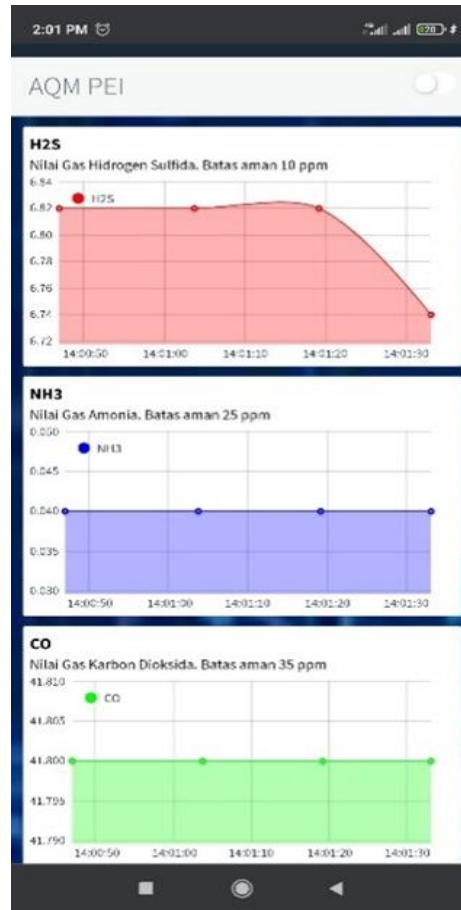 2:01 PM
AQM PEI
H2S
Nilai Gas Hidrogen Sulfida. Batas aman 10 ppm
6.84
H2S
6.82
6.80
6.78
6.76
6.74
6.72
14:00:50 14:01:00 14:01:10 14:01:20 14:01:30
NH3
Nilai Gas Amonia. Batas aman 25 ppm
0.050
NH3
0.045
0.040
0.035
0.030
14:00:50 14:01:00 14:01:10 14:01:20 14:01:30
CO
Nilai Gas Karbon Dioksida. Batas aman 35 ppm
41.810
CO
41.805
41.800
41.795
41.790
14:00:50 14:01:00 14:01:10 14:01:20 14:01:30